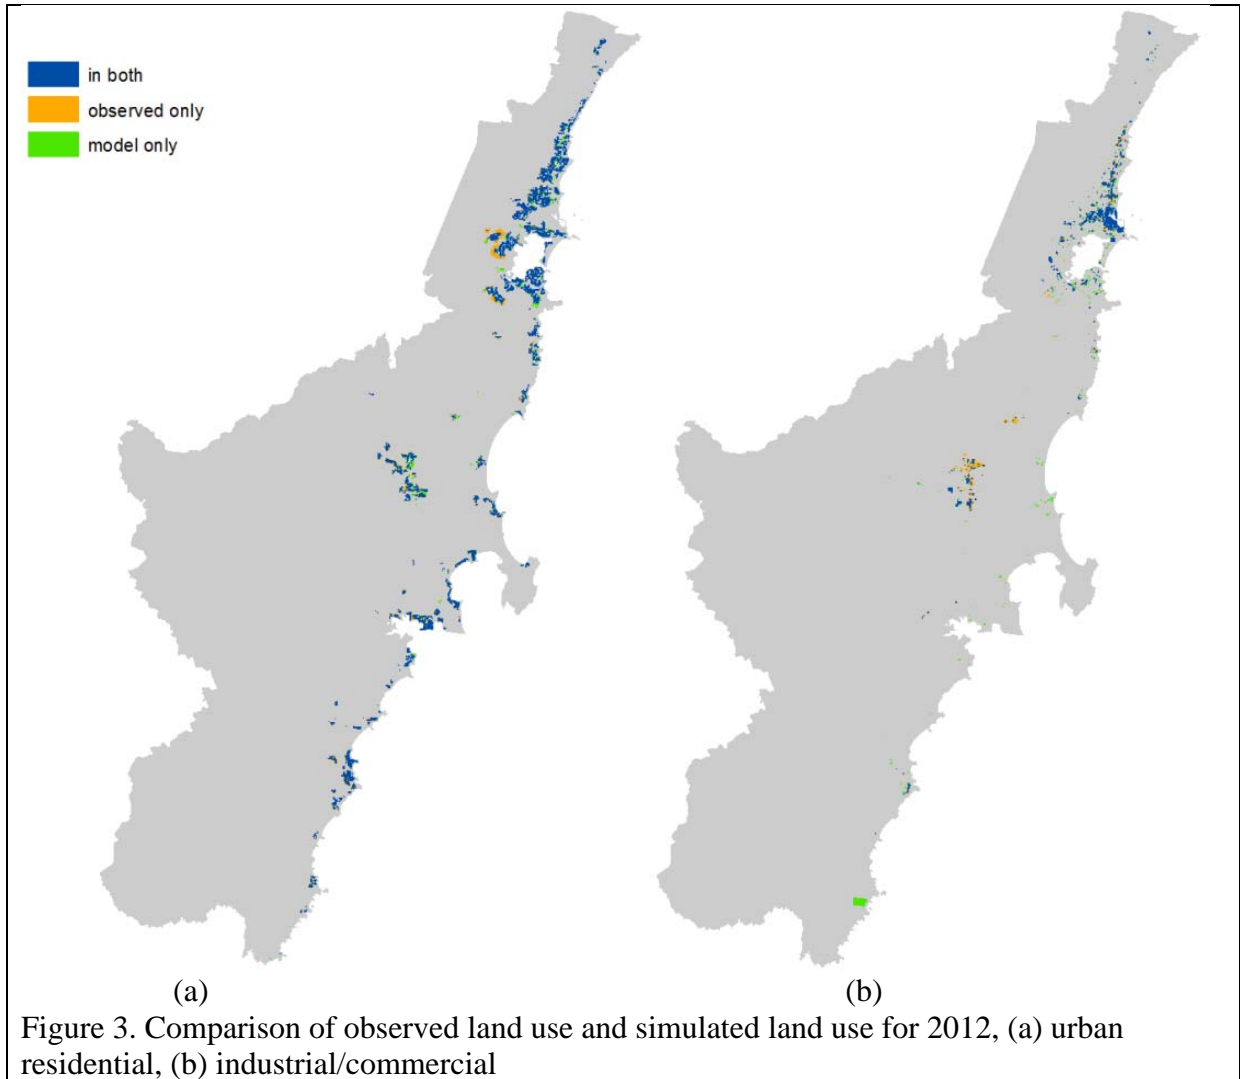 in both
observed only
model only
(a)
(b)
Figure 3. Comparison of observed land use and simulated land use for 2012, (a) urban
residential, (b) industrial/commercial